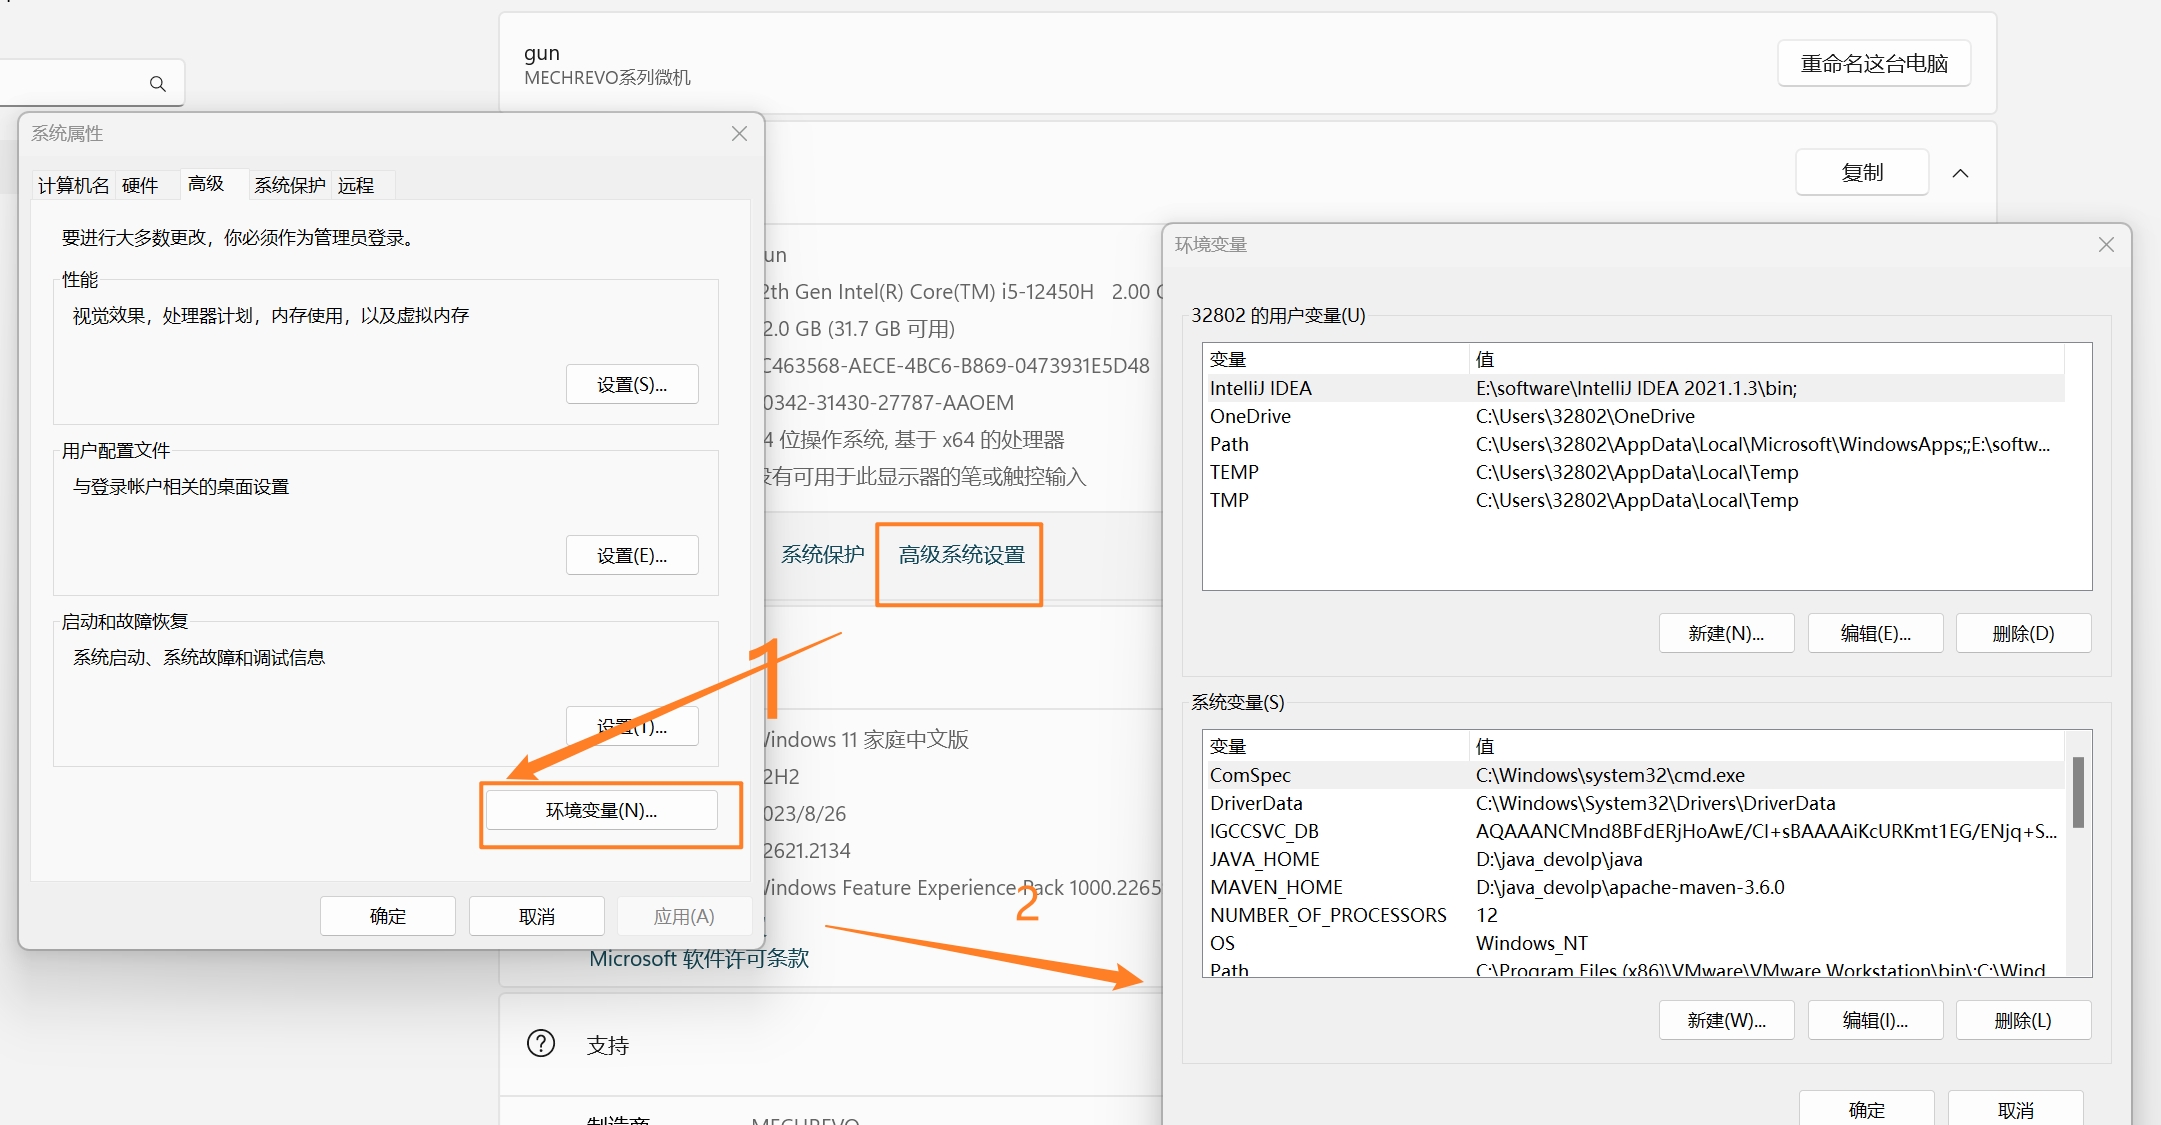 gun
MECHREVO系列微机
重命名这台电脑
复制
un
2th Gen Intel(R) Core(TM) i5-12450H 2.00
2.0 GB (31.7 GB 可用)
C463568-AECE-4BC6-B869-0473931E5D48
0342-31430-27787-AAOEM
4 位操作系统, 基于 x64 的处理器
没有可用于此显示器的笔或触控输入
系统保护
高级系统设置
Windows 11 家庭中文版
2H2
023/8/26
2621.2134
Windows Feature Experience Pack 1000.2265
Microsoft 软件许可条款
支持
制造商
MECHREVO
系统属性
计算机名
硬件
高级
系统保护
远程
要进行大多数更改，你必须作为管理员登录。
性能
视觉效果，处理器计划，内存使用，以及虚拟内存
设置(S)...
用户配置文件
与登录帐户相关的桌面设置
设置(E)...
启动和故障恢复
系统启动、系统故障和调试信息
设置(T)...
环境变量(N)...
确定
取消
应用(A)
1
2
环境变量
32802 的用户变量(U)
变量 值
IntelliJ IDEA E:\software\IntelliJ IDEA 2021.1.3\bin;
OneDrive C:\Users\32802\OneDrive
Path C:\Users\32802\AppData\Local\Microsoft\WindowsApps;;E:\softw...
TEMP C:\Users\32802\AppData\Local\Temp
TMP C:\Users\32802\AppData\Local\Temp
新建(N)...
编辑(E)...
删除(D)
系统变量(S)
变量 值
ComSpec C:\Windows\system32\cmd.exe
DriverData C:\Windows\System32\Drivers\DriverData
IGCCSVC_DB AQAAANCMnd8BFdERjHoAwE/Cl+sBAAAAiKcURKmt1EG/ENjq+S...
JAVA_HOME D:\java_devolp\java
MAVEN_HOME D:\java_devolp\apache-maven-3.6.0
NUMBER_OF_PROCESSORS 12
OS Windows_NT
Path C:\Program Files (x86)\VMware\VMware Workstation\bin\;C:\Wind
新建(W)...
编辑(I)...
删除(L)
确定
取消